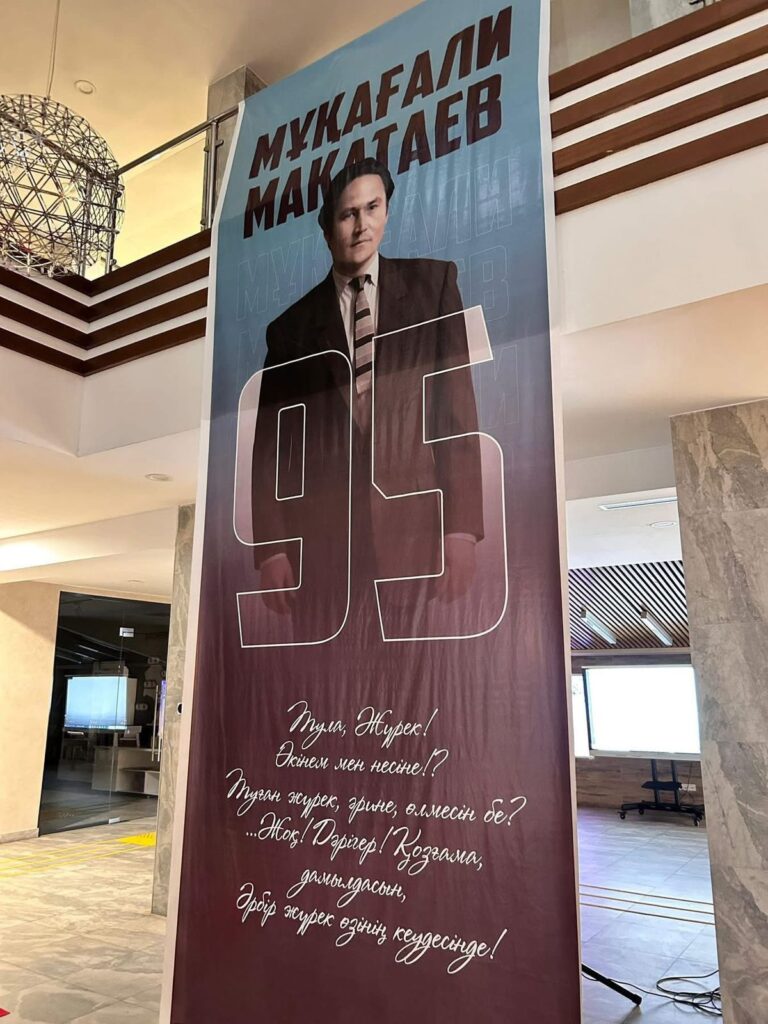 МҰҚАҒАЛИ
МАКАТАЕВ
95
Тула, Жүрек!
Өкінем мен несіне!?
Туған жүрек, әрине, өлмесін бе?
...Жоқ! Дәрігер! Қозғама,
дамылдасын,
Әрбір жүрек өзінің кеудесінде!